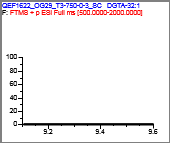 QEF1622_OG29_T3-750-0-3_8C DGTA-32:1
F: FTMS + p ESI Full ms [500.0000-2000.0000]
100
80
60
40
20
0
9.2 9.4 9.6